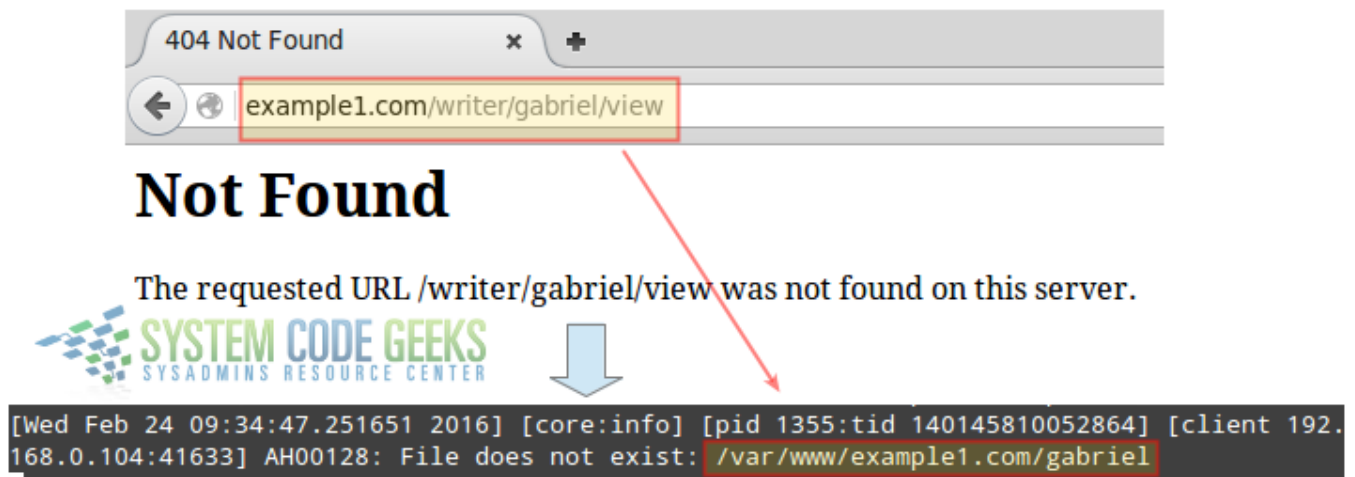 404 Not Found
example1.com/writer/gabriel/view
Not Found
The requested URL /writer/gabriel/view was not found on this server.
SYSTEM CODE GEEKS
SYSADMINS RESOURCE CENTER
[Wed Feb 24 09:34:47.251651 2016] [core:info] [pid 1355:tid 140145810052864] [client 192.
168.0.104:41633] AH00128: File does not exist: /var/www/example1.com/gabriel